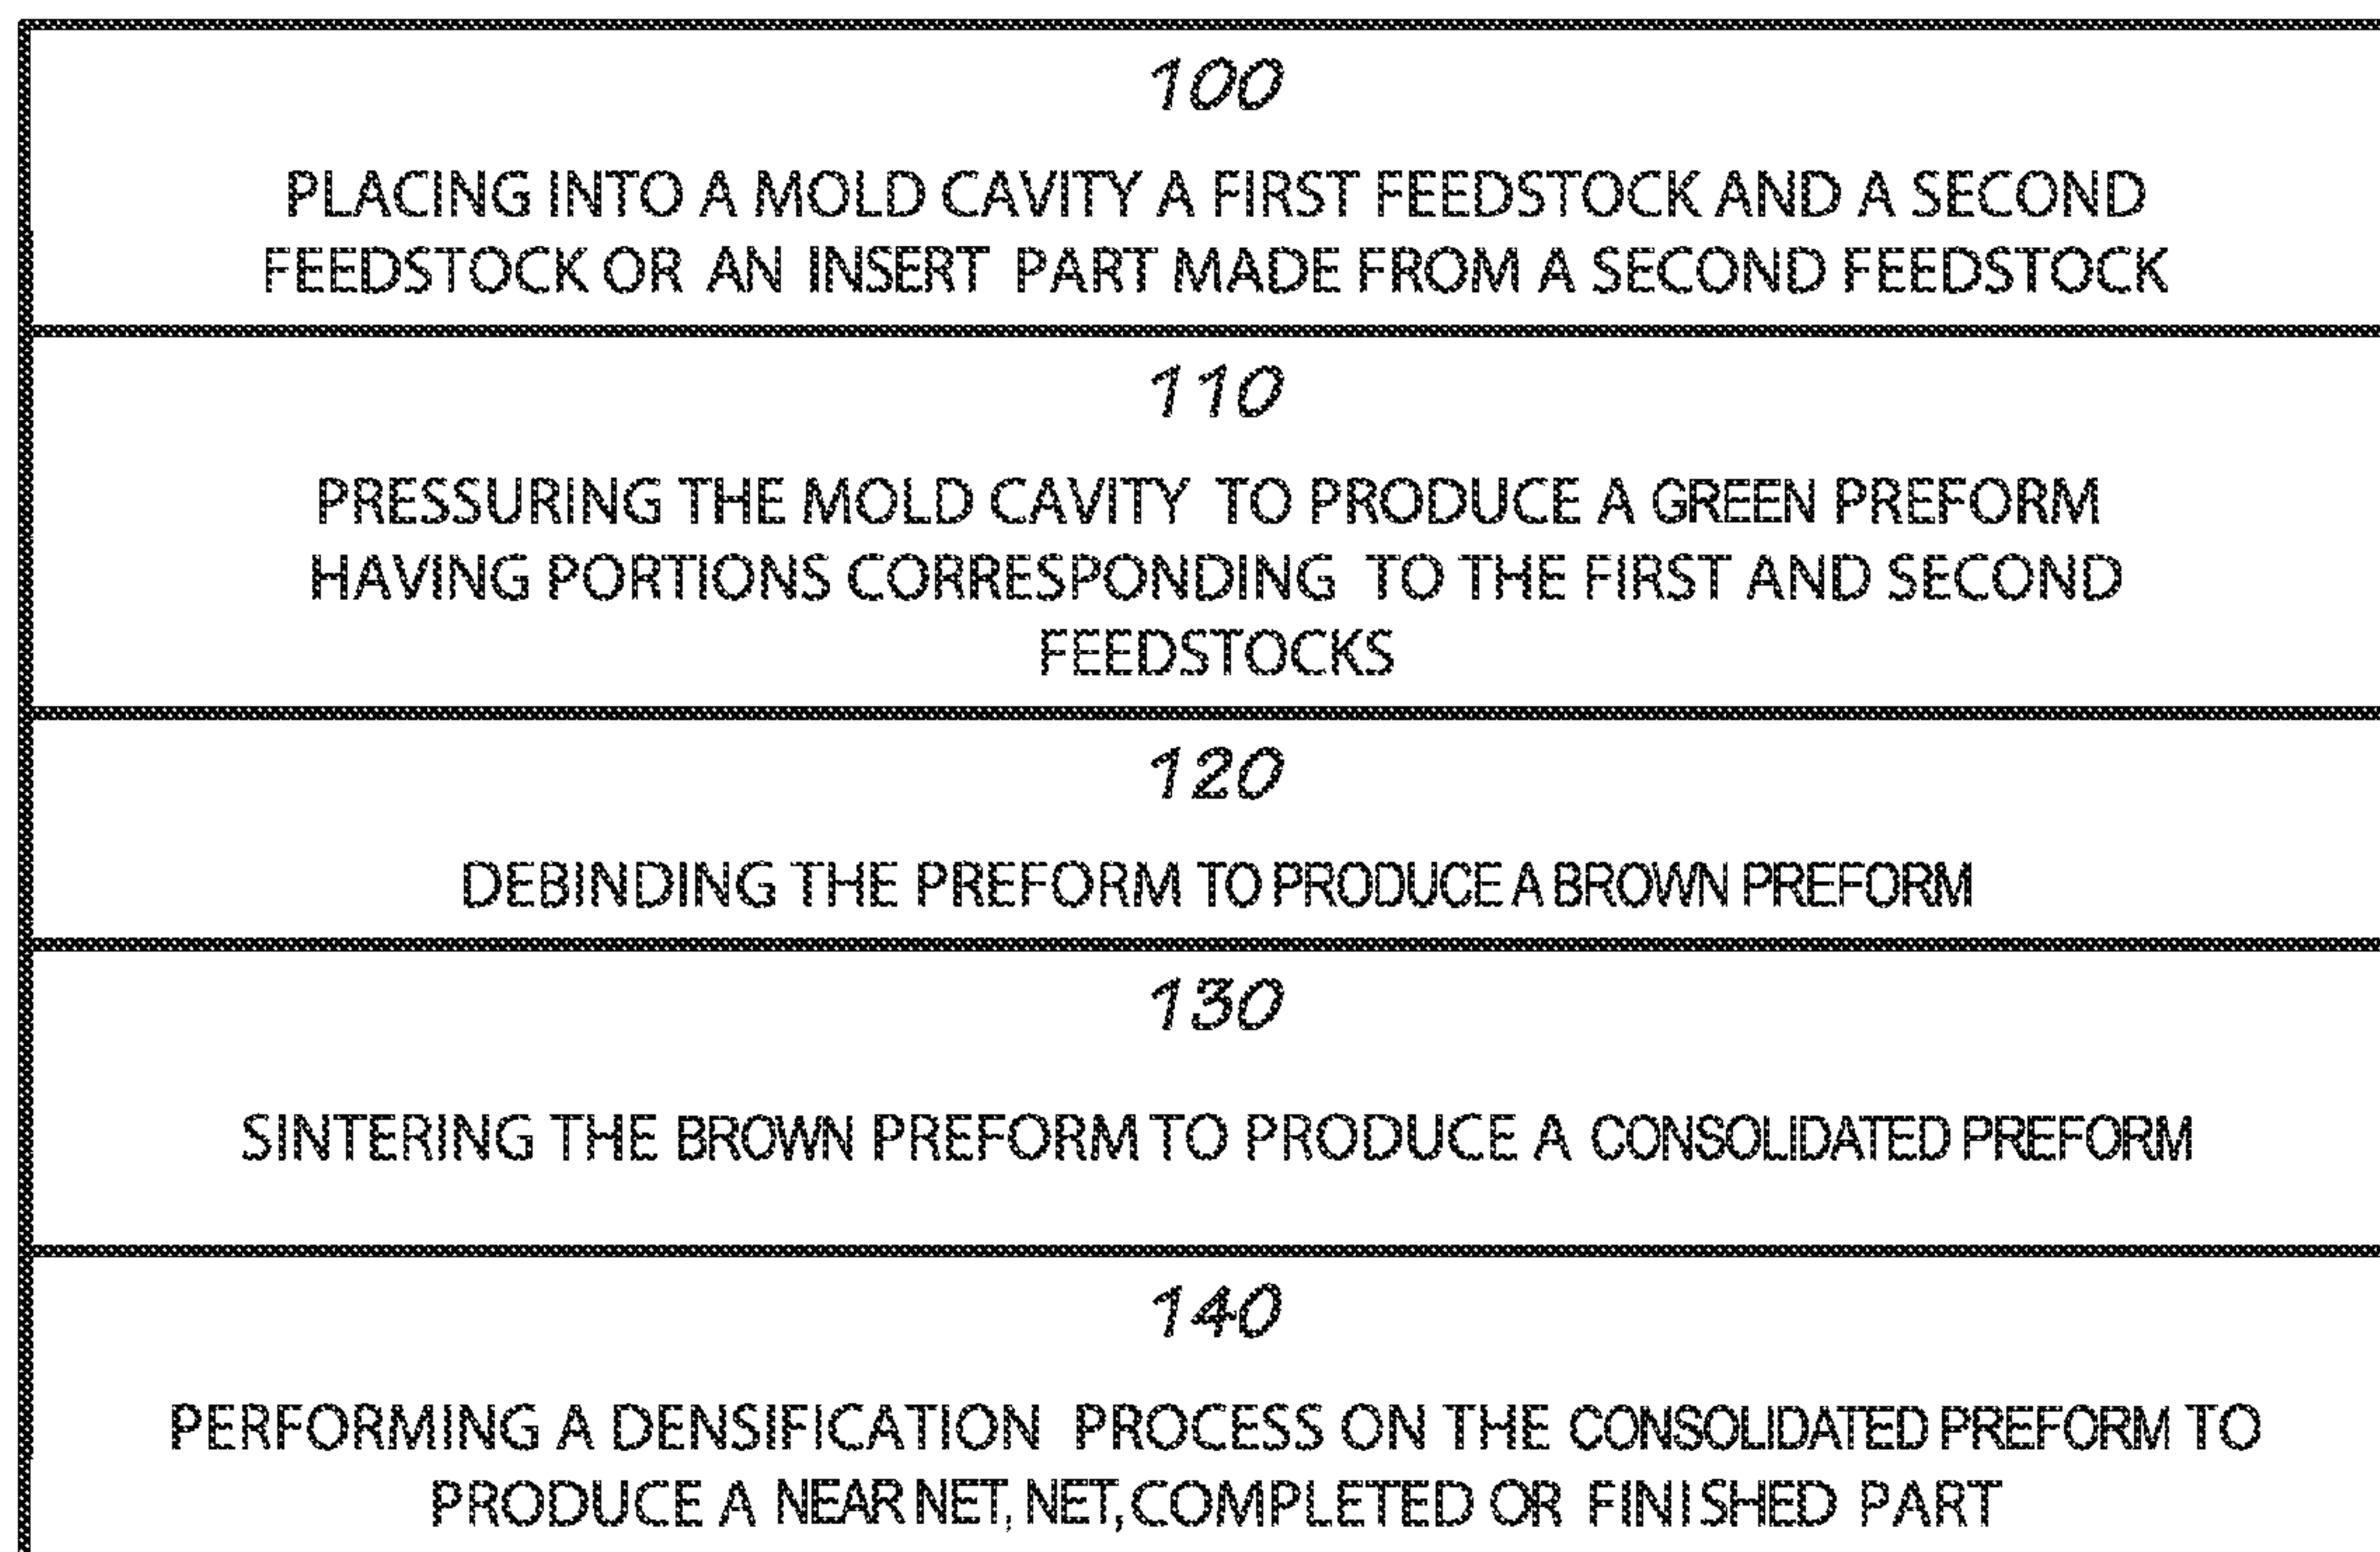 100
PLACING INTO A MOLD CAVITY A FIRST FEEDSTOCK AND A SECOND
FEEDSTOCK OR AN INSERT PART MADE FROM A SECOND FEEDSTOCK
110
PRESSURING THE MOLD CAVITY TO PRODUCE A GREEN PREFORM
HAVING PORTIONS CORRESPONDING TO THE FIRST AND SECOND
FEEDSTOCKS
120
DEBINDING THE PREFORM TO PRODUCE A BROWN PREFORM
130
SINTERING THE BROWN PREFORM TO PRODUCE A CONSOLIDATED PREFORM
140
PERFORMING A DENSIFICATION PROCESS ON THE CONSOLIDATED PREFORM TO
PRODUCE A NEAR NET, NET, COMPLETED OR FINISHED PART